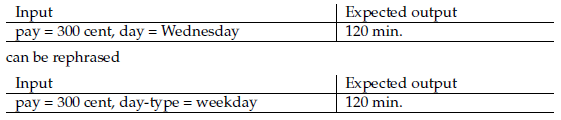 Input Expected output
pay = 300 cent, day = Wednesday 120 min.
can be rephrased
Input Expected output
pay = 300 cent, day-type = weekday 120 min.